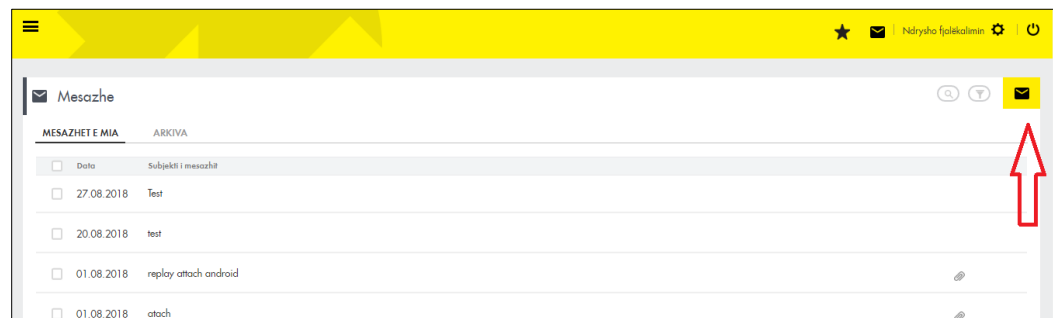 Ndrysho fjalëkalimin
Mesazhe
MESAZHET E MIA ARKIVA
Data Subjekti i mesazhit
27.08.2018 Test
20.08.2018 test
01.08.2018 replay attach android
01.08.2018 atach